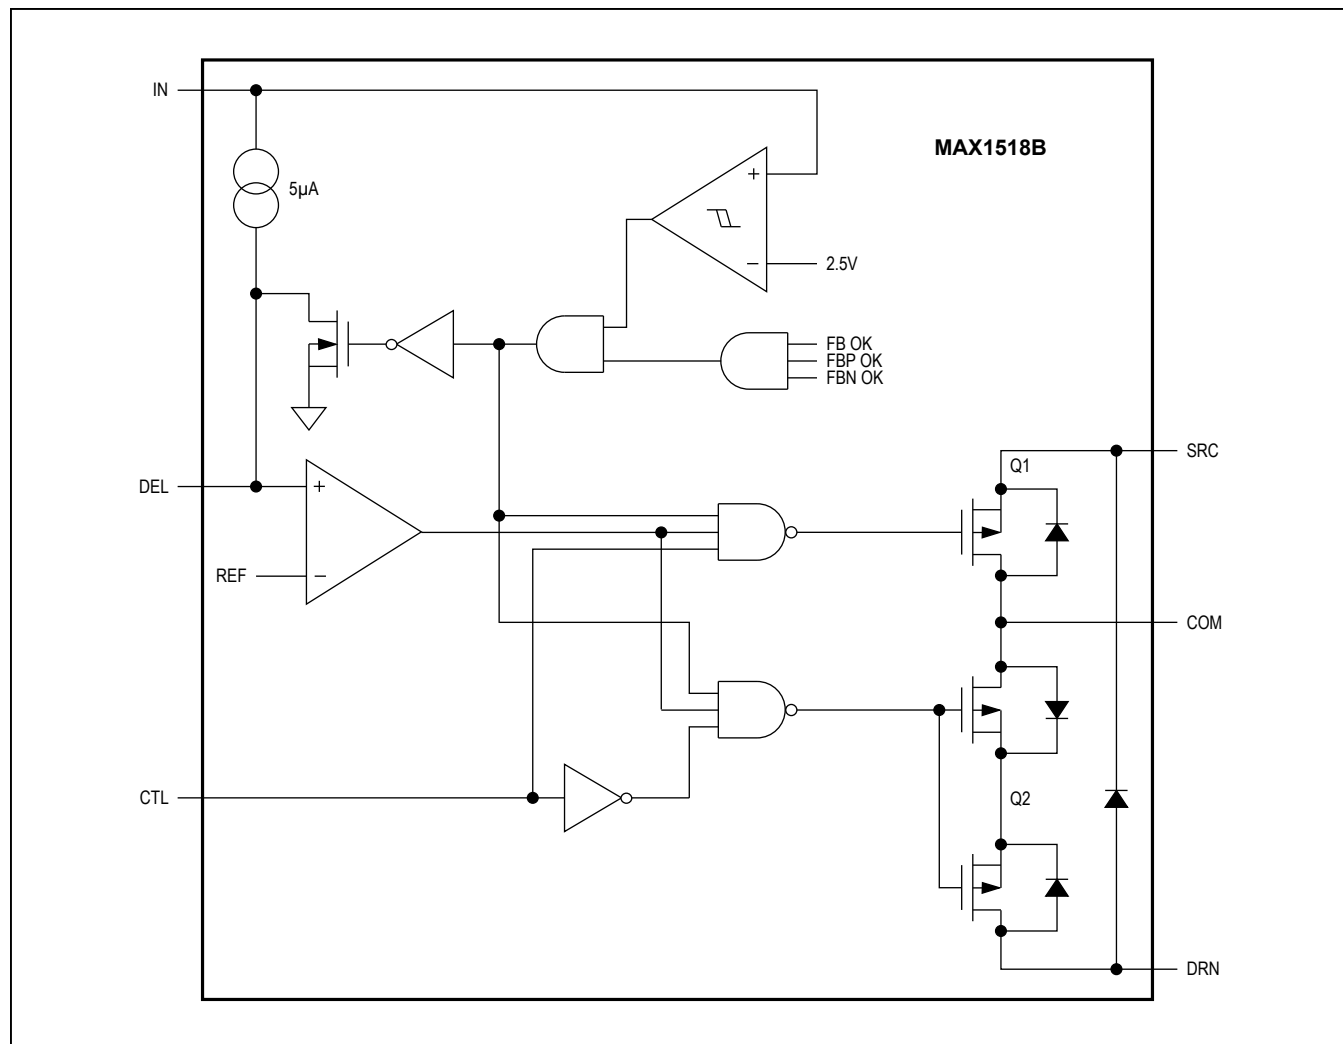 IN
MAX1518B
5µA
+
−
2.5V
FB OK
FBP OK
FBN OK
SRC
Q1
DEL
+
REF
−
COM
CTL
Q2
DRN